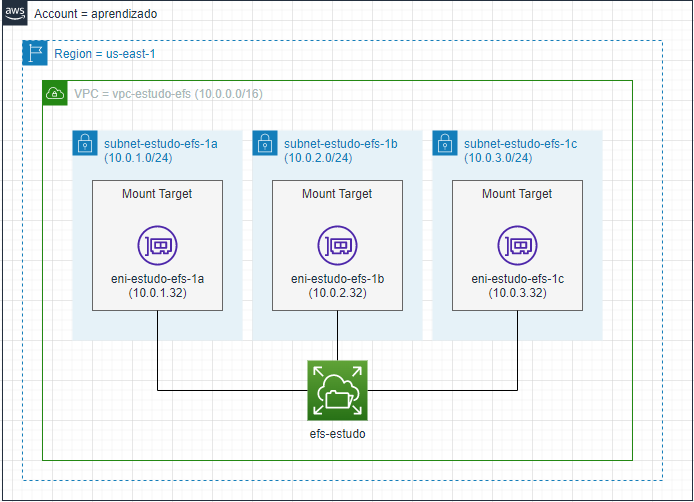 aws
Account = aprendizado
Region = us-east-1
VPC = vpc-estudo-efs (10.0.0.0/16)
subnet-estudo-efs-1a
(10.0.1.0/24)
Mount Target
eni-estudo-efs-1a
(10.0.1.32)
subnet-estudo-efs-1b
(10.0.2.0/24)
Mount Target
eni-estudo-efs-1b
(10.0.2.32)
subnet-estudo-efs-1c
(10.0.3.0/24)
Mount Target
eni-estudo-efs-1c
(10.0.3.32)
efs-estudo